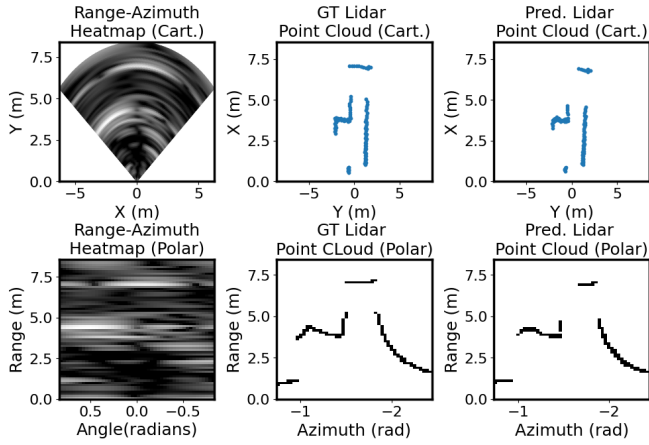 Range-Azimuth
Heatmap (Cart.)
GT Lidar
Point Cloud (Cart.)
Pred. Lidar
Point Cloud (Cart.)
Y (m)
7.5
5.0
2.5
0.0
−5
0
5
X (m)
X (m)
7.5
5.0
2.5
0.0
−5
0
5
Y (m)
X (m)
7.5
5.0
2.5
0.0
−5
0
5
Y (m)
Range-Azimuth
Heatmap (Polar)
GT Lidar
Point CLoud (Polar)
Pred. Lidar
Point Cloud (Polar)
Range (m)
7.5
5.0
2.5
0.0
0.5
0.0
−0.5
Angle(radians)
Range (m)
7.5
5.0
2.5
0.0
−1
−2
Azimuth (rad)
Range (m)
7.5
5.0
2.5
0.0
−1
−2
Azimuth (rad)